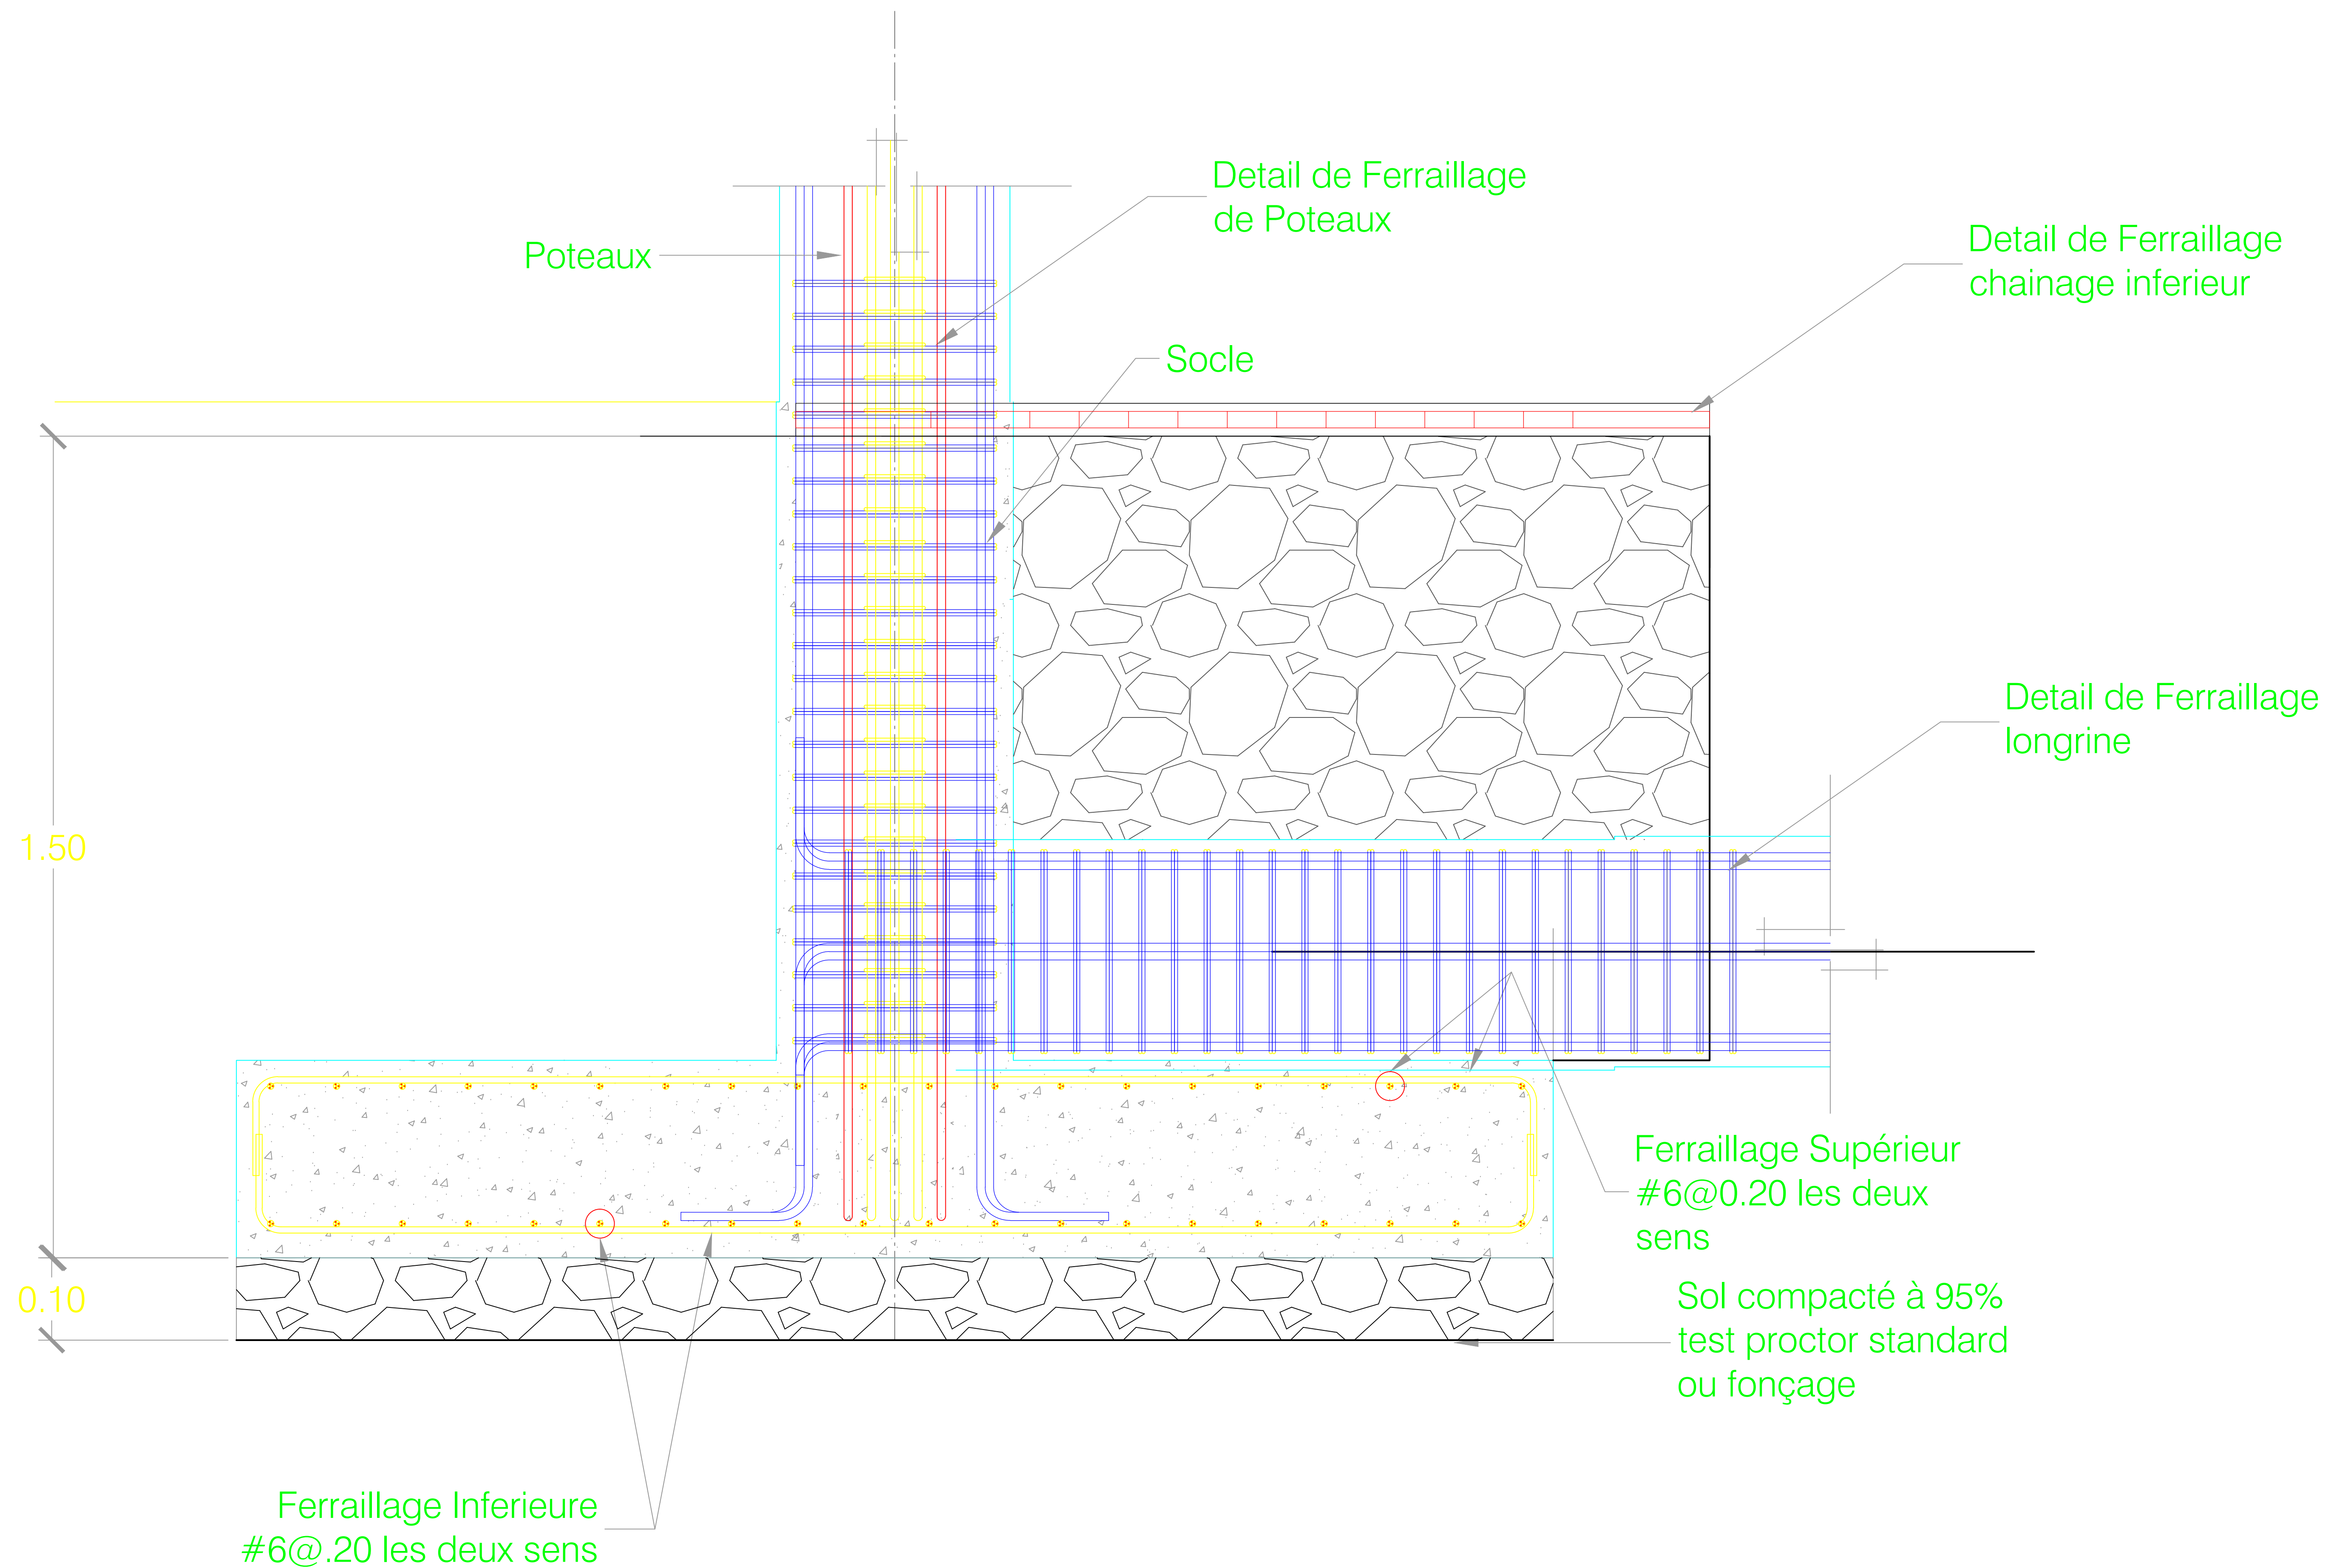 Detail de Ferraillage
de Poteaux
Poteaux
Detail de Ferraillage
chainage inferieur
Socle
Detail de Ferraillage
longrine
1.50
Ferraillage Supérieur
#6@0.20 les deux
sens
0.10
Sol compacté à 95%
test proctor standard
ou fonçage
Ferraillage Inferieure
#6@.20 les deux sens